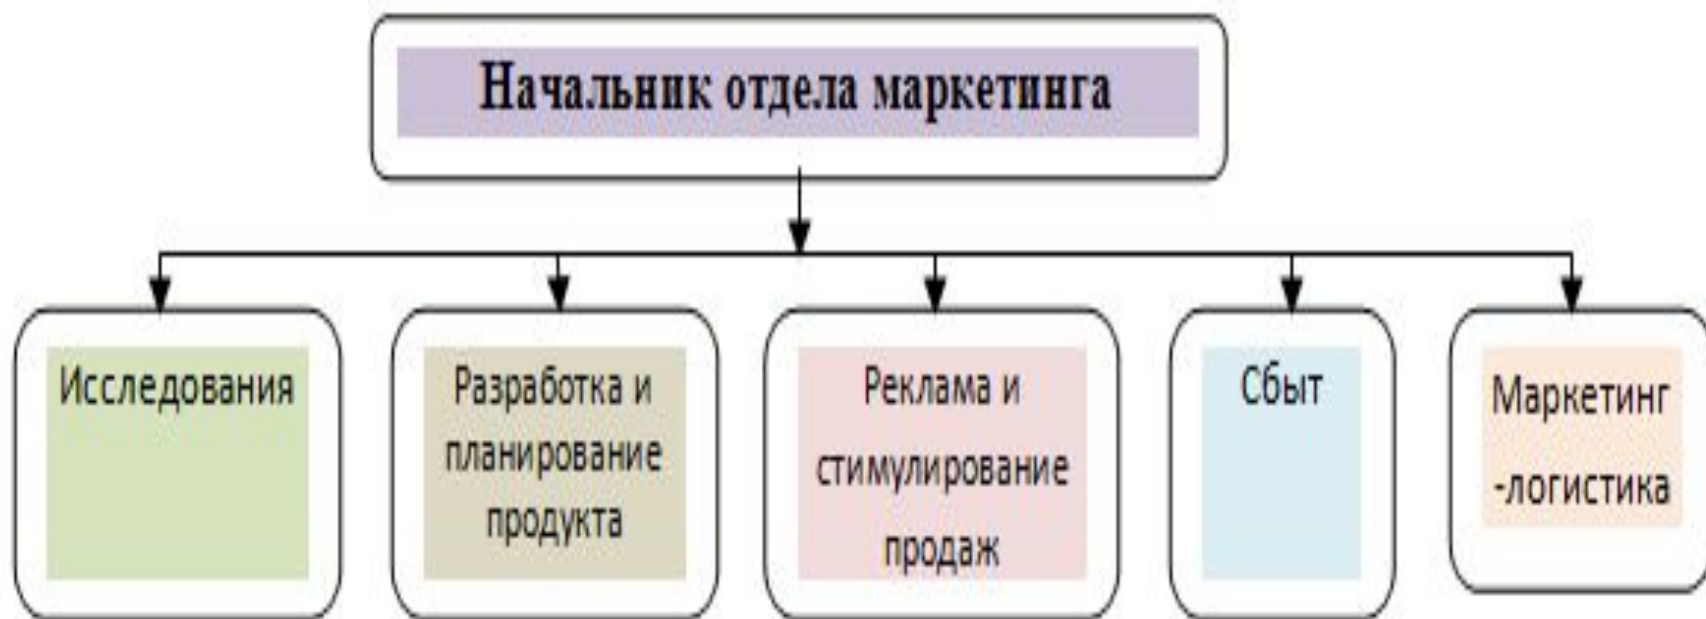 Начальник отдела маркетинга
Исследования
Разработка и
планирование
продукта
Реклама и
стимулирование
продаж
Сбыт
Маркетинг
-логистика